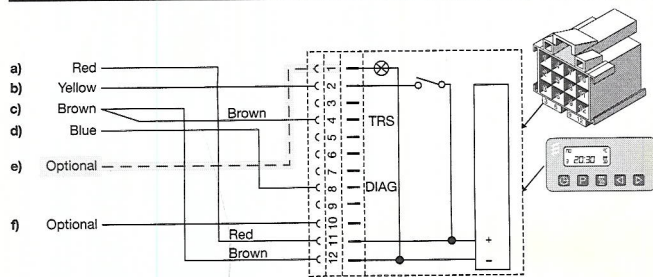 a) Red
b) Yellow
c) Brown
Brown
d) Blue
e) Optional
f) Optional
Red
Brown
1
2
3
4
5
6
7
8
9
10
11
12
TRS
DIAG
+
−
20:30
P